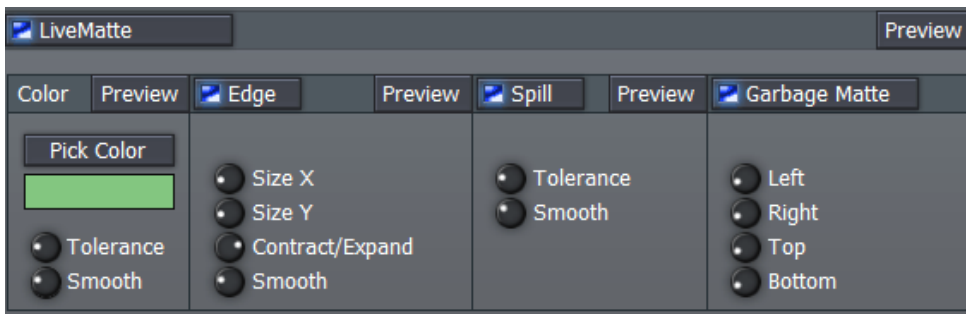 LiveMatte Preview
Color Preview Edge Preview Spill Preview Garbage Matte
Pick Color
Size X Tolerance Left
Size Y Smooth Right
Tolerance Contract/Expand Top
Smooth Smooth Bottom